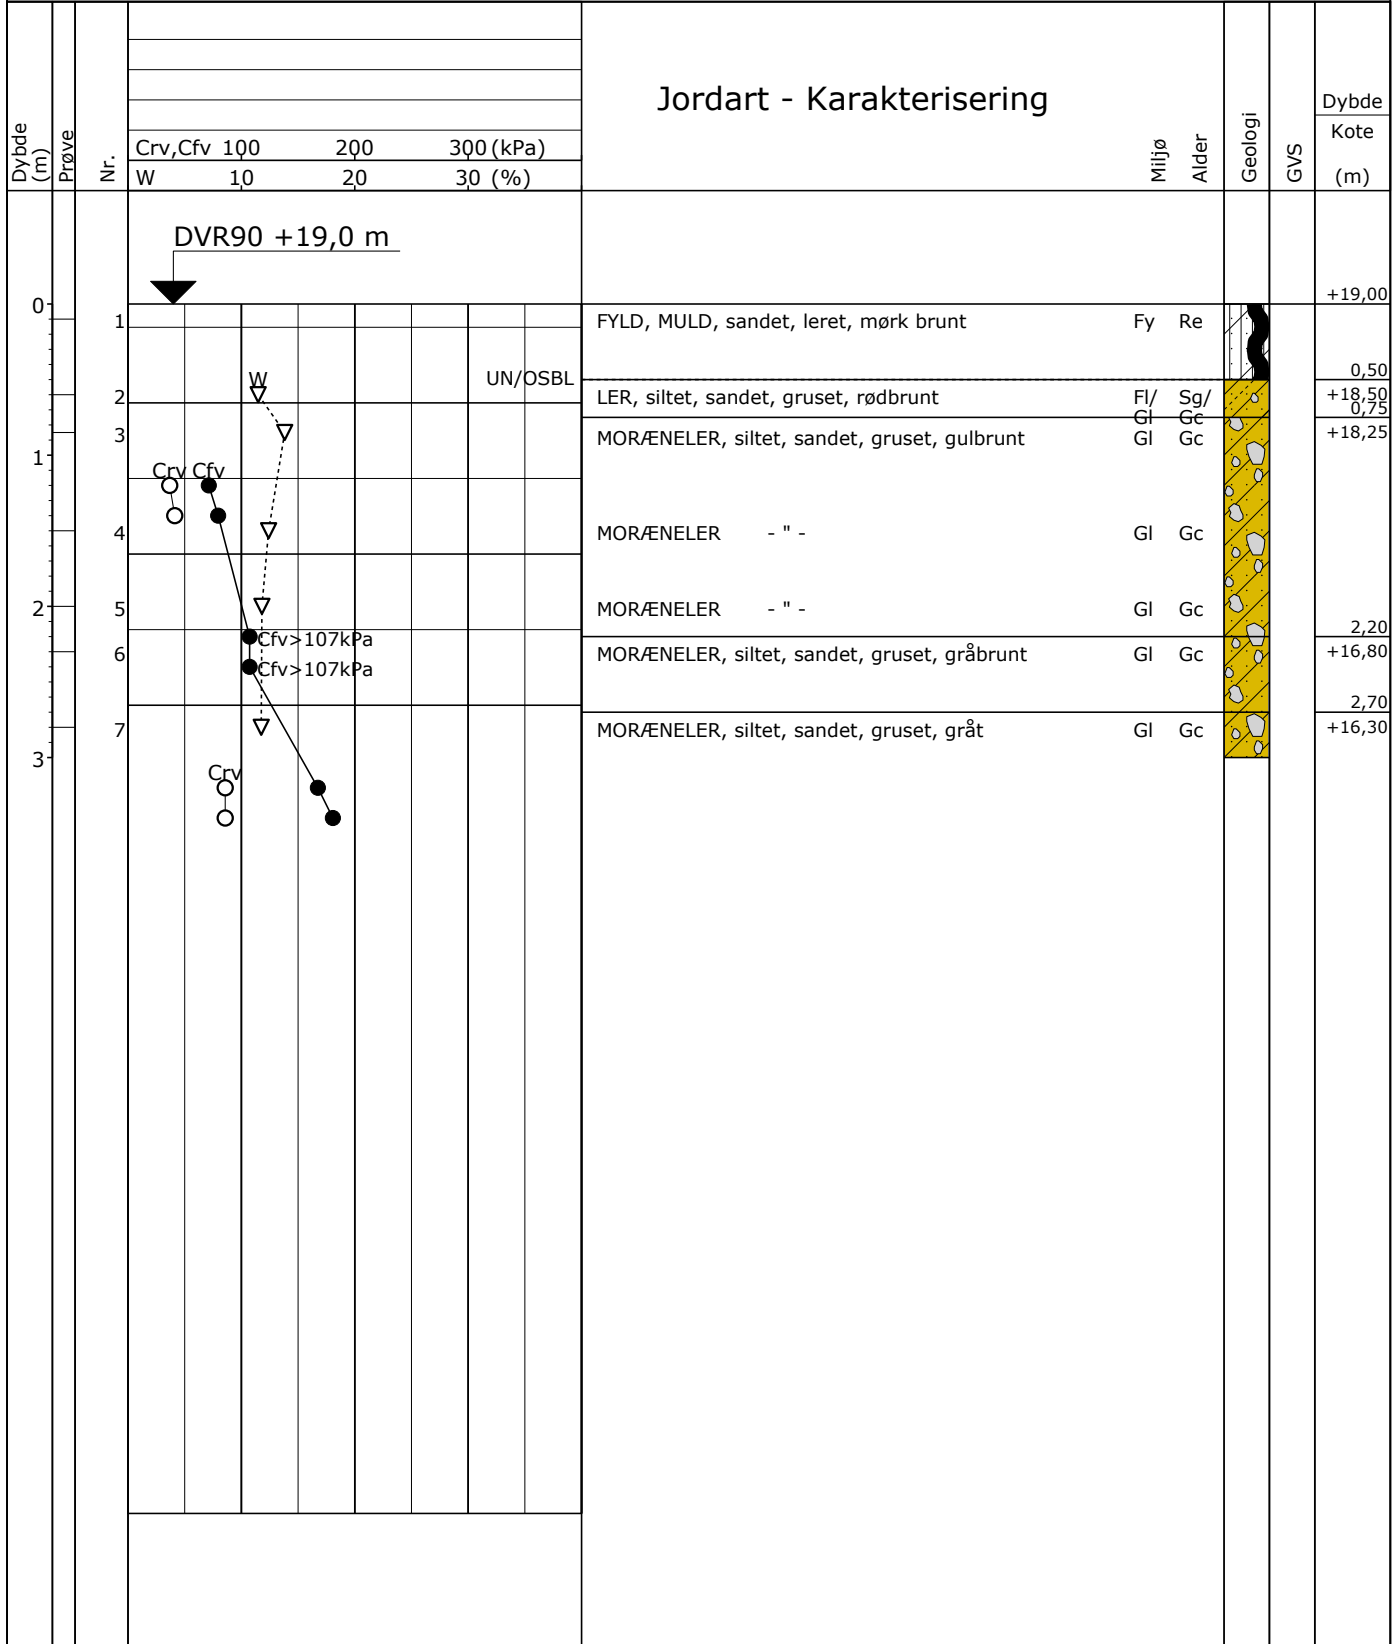 Jordart - Karakterisering
Dybde (m)
Prøve
Nr.
Crv,Cfv 100 200 300 (kPa)
W 10 20 30 (%)
Miljø
Alder
Geologi
GVS
Dybde
Kote
(m)
DVR90 +19,0 m
+19,00
0
1 FYLD, MULD, sandet, leret, mørk brunt Fy Re
0,50
W UN/OSBL
2 LER, siltet, sandet, gruset, rødbrunt Fl/ Sg/ +18,50
Gl Gc 0,75
3 MORÆNELER, siltet, sandet, gruset, gulbrunt Gl Gc +18,25
1
Crv Cfv
4 MORÆNELER - " - Gl Gc
2 5 MORÆNELER - " - Gl Gc
2,20
Cfv>107kPa
6 MORÆNELER, siltet, sandet, gruset, gråbrunt Gl Gc +16,80
Cfv>107kPa
2,70
7 MORÆNELER, siltet, sandet, gruset, gråt Gl Gc +16,30
3
Crv